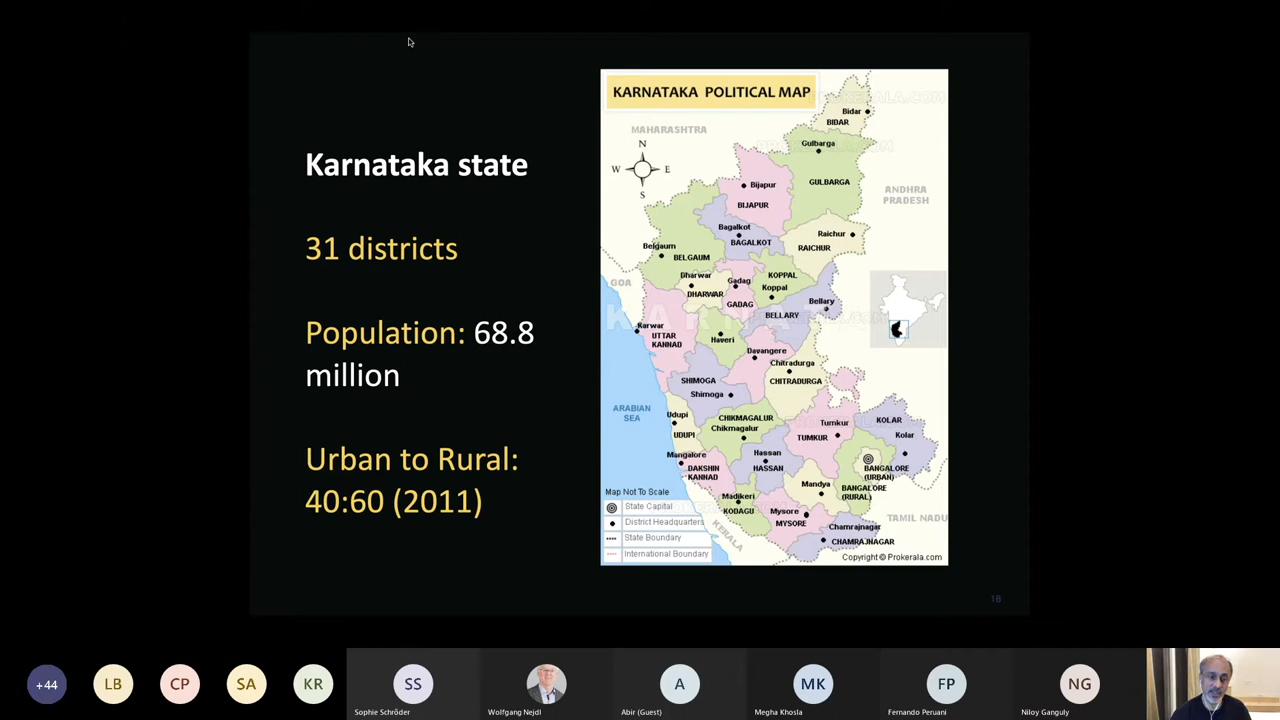 Karnataka state
31 districts
Population: 68.8
million
Urban to Rural:
40:60 (2011)
KARNATAKA POLITICAL MAP
MAHARASHTRA
N
W E
S
Bidar
BIDAR
Gulbarga
GULBARGA
ANDHRA
PRADESH
Bijapur
BIJAPUR
Bagalkot
BAGALKOT
Raichur
RAICHUR
Belgaum
BELGAUM
GOA
Dharwar
DHARWAR
Gadag
GADAG
KOPPAL
Koppal
Bellary
BELLARY
Karwar
UTTAR
KANNAD
Haveri
Davangere
Chitradurga
CHITRADURGA
SHIMOGA
Shimoga
ARABIAN
SEA
Udupi
UDUPI
CHIKMAGALUR
Chikmagalur
Tumkur
TUMKUR
KOLAR
Kolar
Mangalore
DAKSHIN
KANNAD
Hassan
HASSAN
BANGALORE
(URBAN)
BANGALORE
(RURAL)
Mandya
Madikeri
KODAGU
Mysore
MYSORE
TAMIL NADU
KERALA
Chamrajnagar
CHAMRAJNAGAR
Map Not To Scale
State Capital
District Headquarters
State Boundary
International Boundary
Copyright © Prokerala.com
18
+44
LB
CP
SA
KR
SS
Sophie Schröder
Wolfgang Nejdl
A
Abir (Guest)
MK
Megha Khosla
FP
Fernando Peruani
NG
Niloy Ganguly